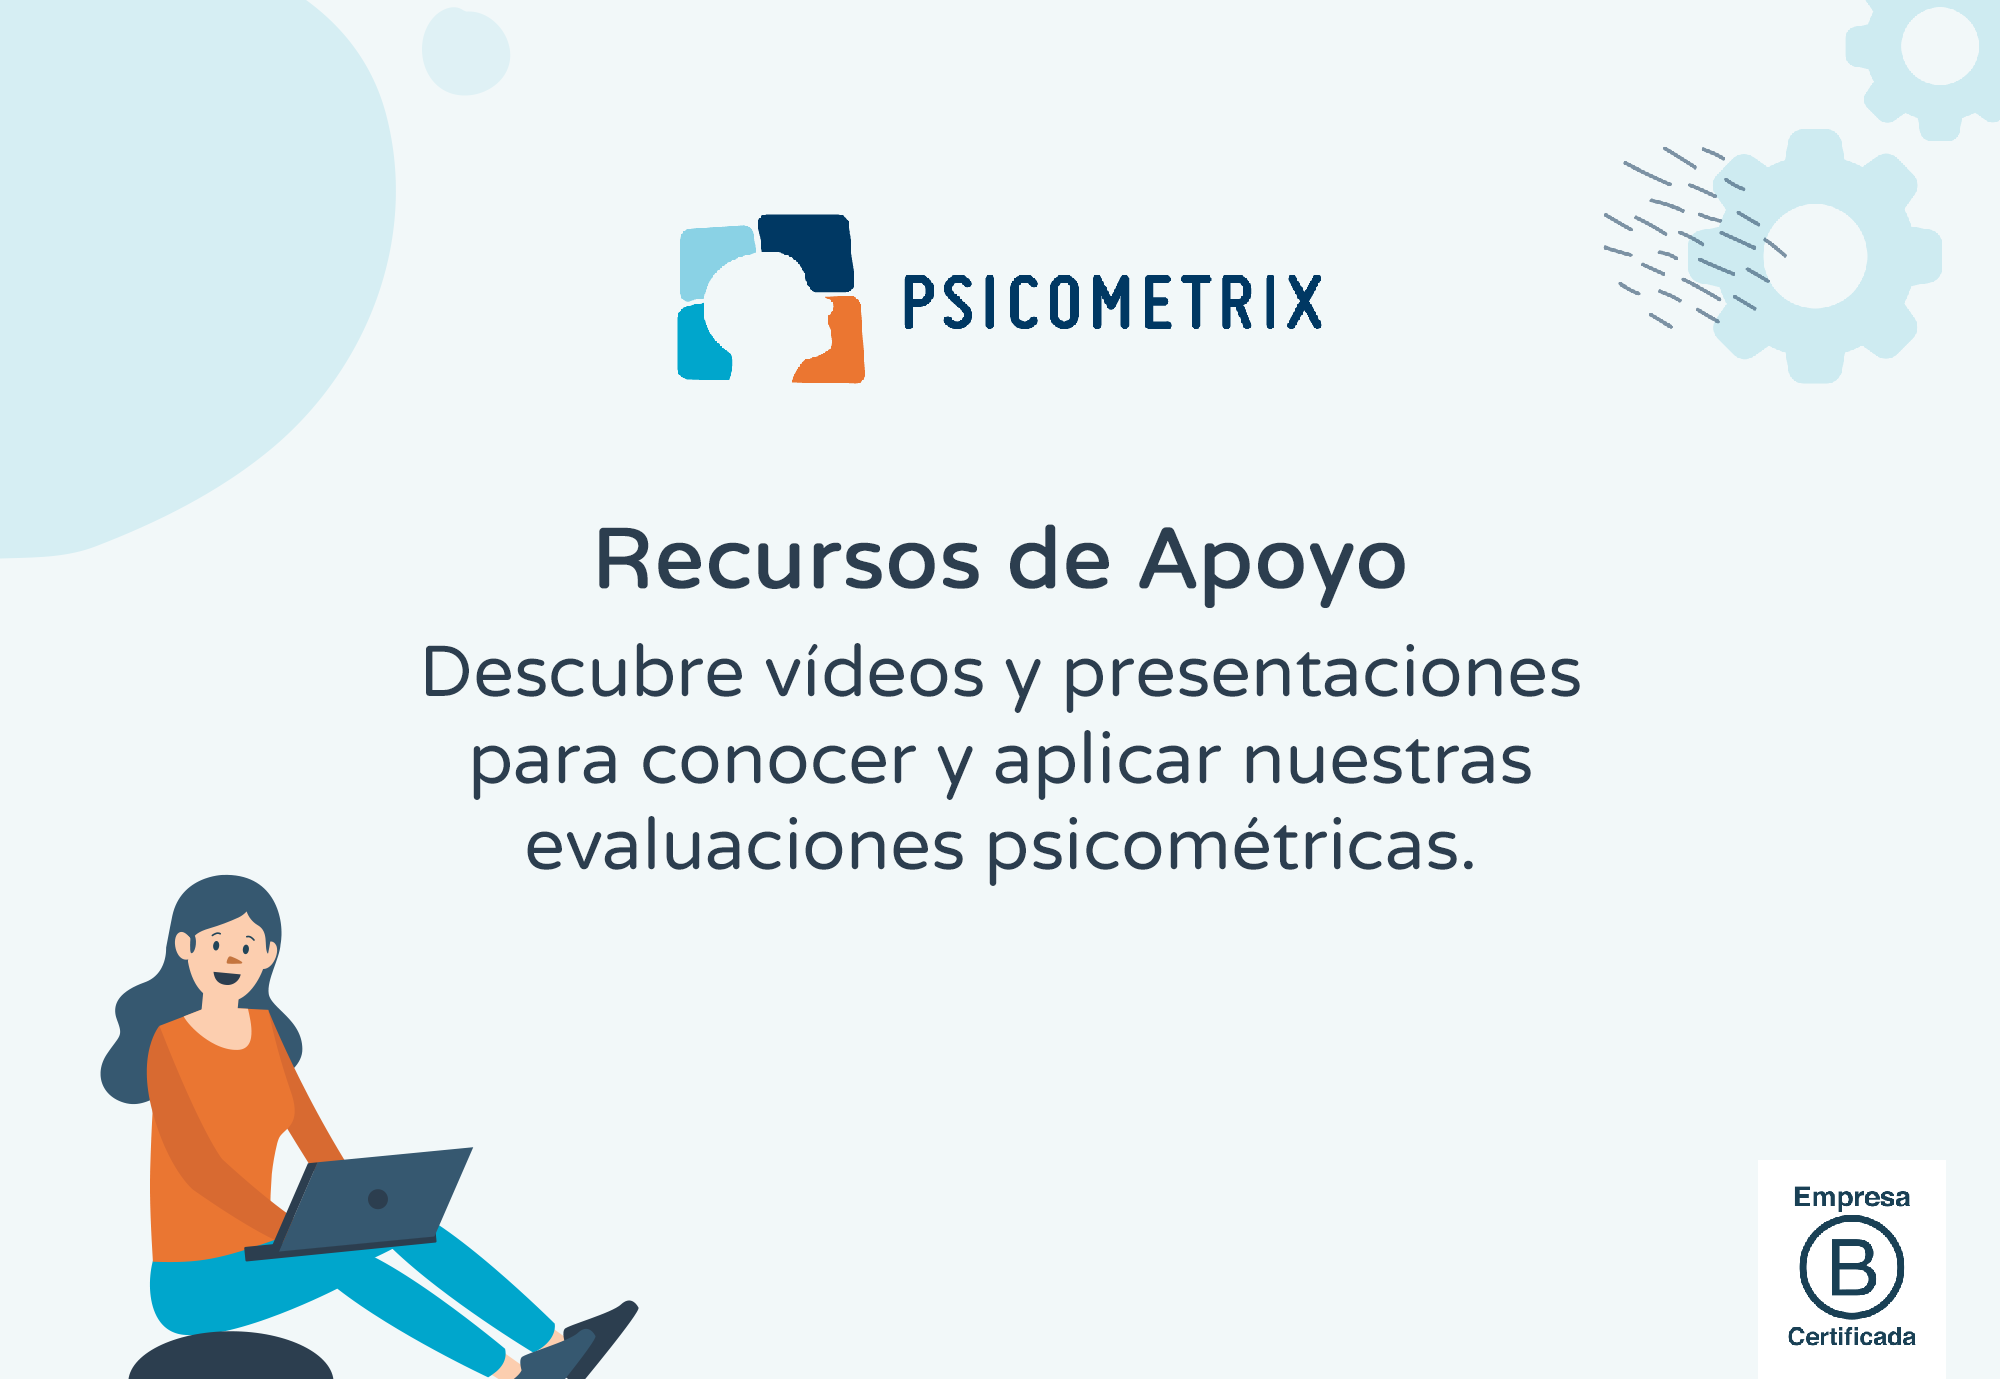 PSICOMETRIX
Recursos de Apoyo
Descubre vídeos y presentaciones
para conocer y aplicar nuestras
evaluaciones psicométricas.
Empresa
B
Certificada